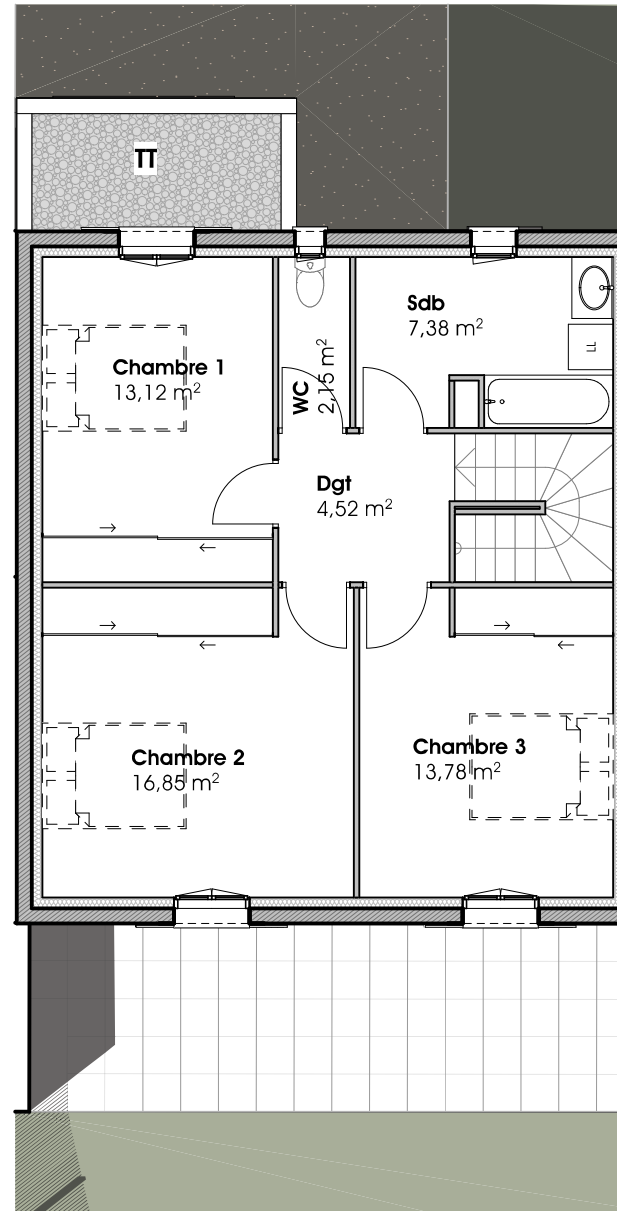 TT
Sdb
7,38 m²
LL
Chambre 1
13,12 m²
WC
2,15 m²
Dgt
4,52 m²
Chambre 2
16,85 m²
Chambre 3
13,78 m²